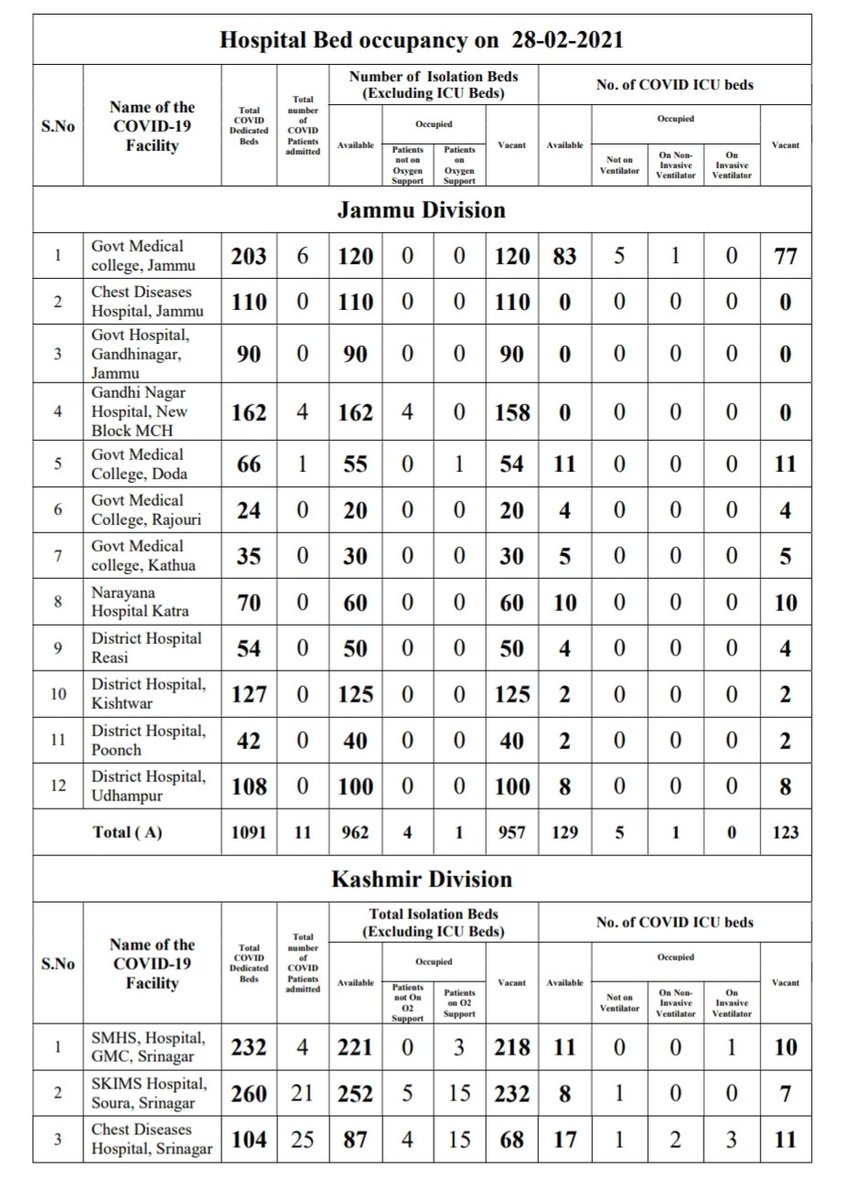 Hospital Bed occupancy on 28-02-2021
S.No
Name of the
COVID-19
Facility
Total
COVID
Dedicated
Beds
Total
number
of
COVID
Patients
admitted
Number of Isolation Beds
(Excluding ICU Beds)
No. of COVID ICU beds
Available
Occupied
Vacant
Available
Occupied
Vacant
Patients
not on
Oxygen
Support
Patients
on
Oxygen
Support
Not on
Ventilator
On Non-
Invasive
Ventilator
On
Invasive
Ventilator
Jammu Division
1 Govt Medical
college, Jammu 203 6 120 0 0 120 83 5 1 0 77
2 Chest Diseases
Hospital, Jammu 110 0 110 0 0 110 0 0 0 0 0
3 Govt Hospital,
Gandhinagar,
Jammu 90 0 90 0 0 90 0 0 0 0 0
4 Gandhi Nagar
Hospital, New
Block MCH 162 4 162 4 0 158 0 0 0 0 0
5 Govt Medical
College, Doda 66 1 55 0 1 54 11 0 0 0 11
6 Govt Medical
College, Rajouri 24 0 20 0 0 20 4 0 0 0 4
7 Govt Medical
college, Kathua 35 0 30 0 0 30 5 0 0 0 5
8 Narayana
Hospital Katra 70 0 60 0 0 60 10 0 0 0 10
9 District Hospital
Reasi 54 0 50 0 0 50 4 0 0 0 4
10 District Hospital,
Kishtwar 127 0 125 0 0 125 2 0 0 0 2
11 District Hospital,
Poonch 42 0 40 0 0 40 2 0 0 0 2
12 District Hospital,
Udhampur 108 0 100 0 0 100 8 0 0 0 8
Total ( A) 1091 11 962 4 1 957 129 5 1 0 123
Kashmir Division
S.No
Name of the
COVID-19
Facility
Total
COVID
Dedicated
Beds
Total
number
of
COVID
Patients
admitted
Total Isolation Beds
(Excluding ICU Beds)
No. of COVID ICU beds
Available
Occupied
Vacant
Available
Occupied
Vacant
Patients
not On
O2
Support
Patients
on O2
Support
Not on
Ventilator
On Non-
Invasive
Ventilator
On
Invasive
Ventilator
1 SMHS, Hospital,
GMC, Srinagar 232 4 221 0 3 218 11 0 0 1 10
2 SKIMS Hospital,
Soura, Srinagar 260 21 252 5 15 232 8 1 0 0 7
3 Chest Diseases
Hospital, Srinagar 104 25 87 4 15 68 17 1 2 3 11